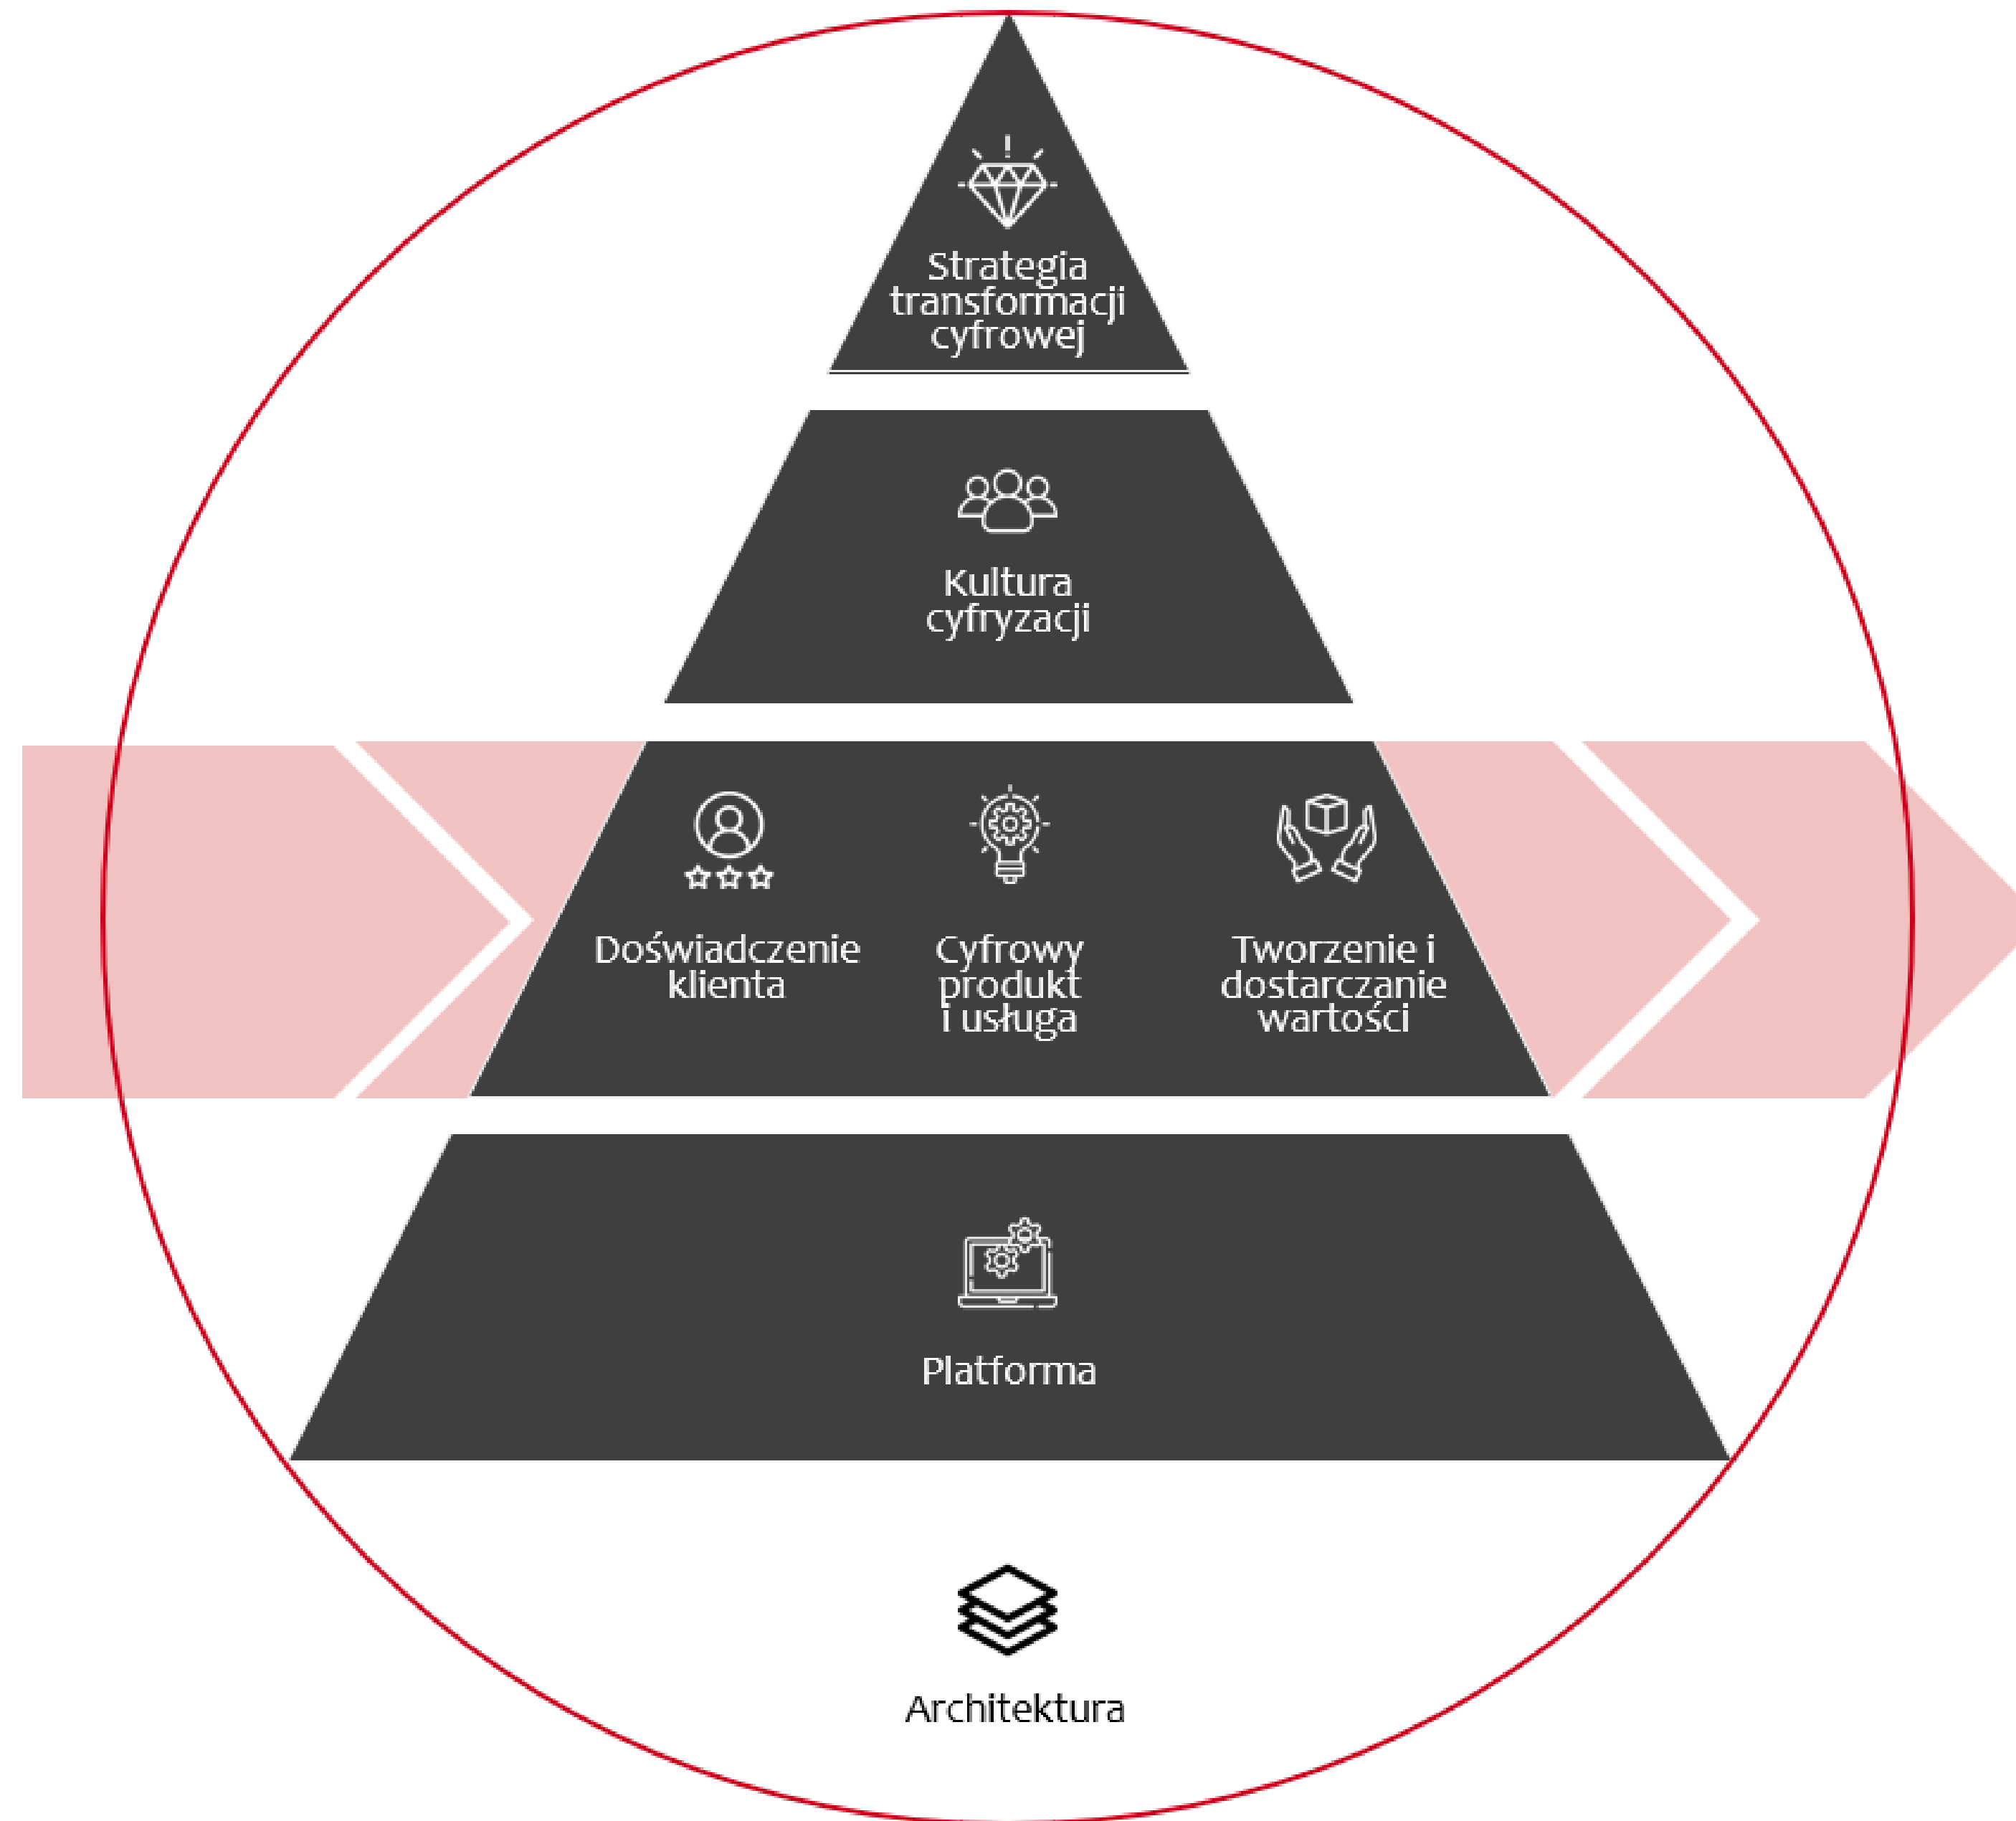 Strategia
transformacji
cyfrowej
Kultura
cyfryzacji
Doświadczenie
klienta
Cyfrowy
produkt
i usługa
Tworzenie i
dostarczanie
wartości
Platforma
Architektura